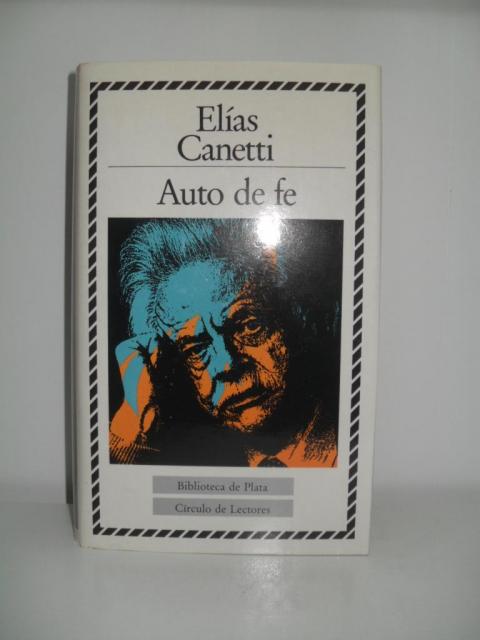 Elías
Canetti
Auto de fe
Biblioteca de Plata
Círculo de Lectores